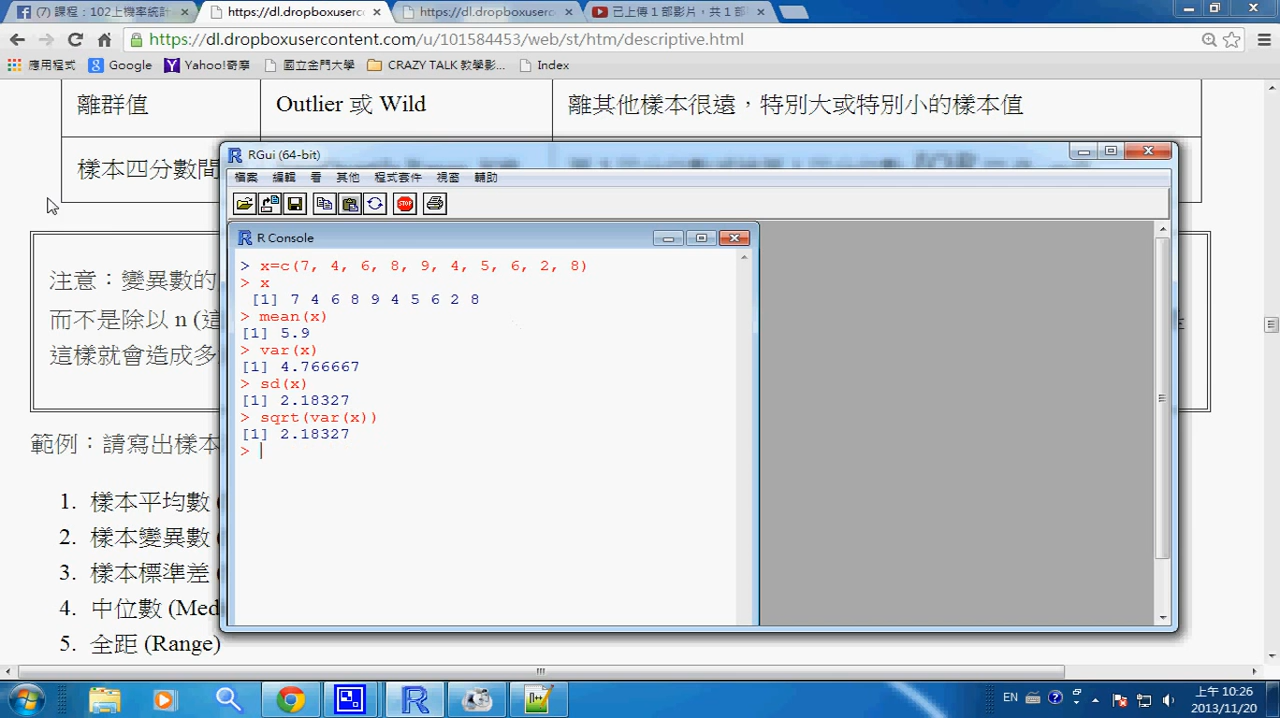 (7) 課程：102上機率統計
https://dl.dropboxuserc
https://dl.dropboxuserc
已上傳 1 部影片，共 1 部
https://dl.dropboxusercontent.com/u/101584453/web/st/htm/descriptive.html
應用程式 Google Yahoo!奇摩 國立金門大學 CRAZY TALK 教學影... Index
離群值 Outlier 或 Wild 離其他樣本很遠，特別大或特別小的樣本值
樣本四分數間
RGui (64-bit)
檔案 編輯 看 其他 程式套件 視窗 輔助
STOP
R Console
> x=c(7, 4, 6, 8, 9, 4, 5, 6, 2, 8)
> x
[1] 7 4 6 8 9 4 5 6 2 8
> mean(x)
[1] 5.9
> var(x)
[1] 4.766667
> sd(x)
[1] 2.18327
> sqrt(var(x))
[1] 2.18327
>
注意：變異數的
而不是除以 n (這
這樣就會造成多
範例：請寫出樣本
1. 樣本平均數 (
2. 樣本變異數 (
3. 樣本標準差 (
4. 中位數 (Med
5. 全距 (Range)
EN
上午 10:26
2013/11/20